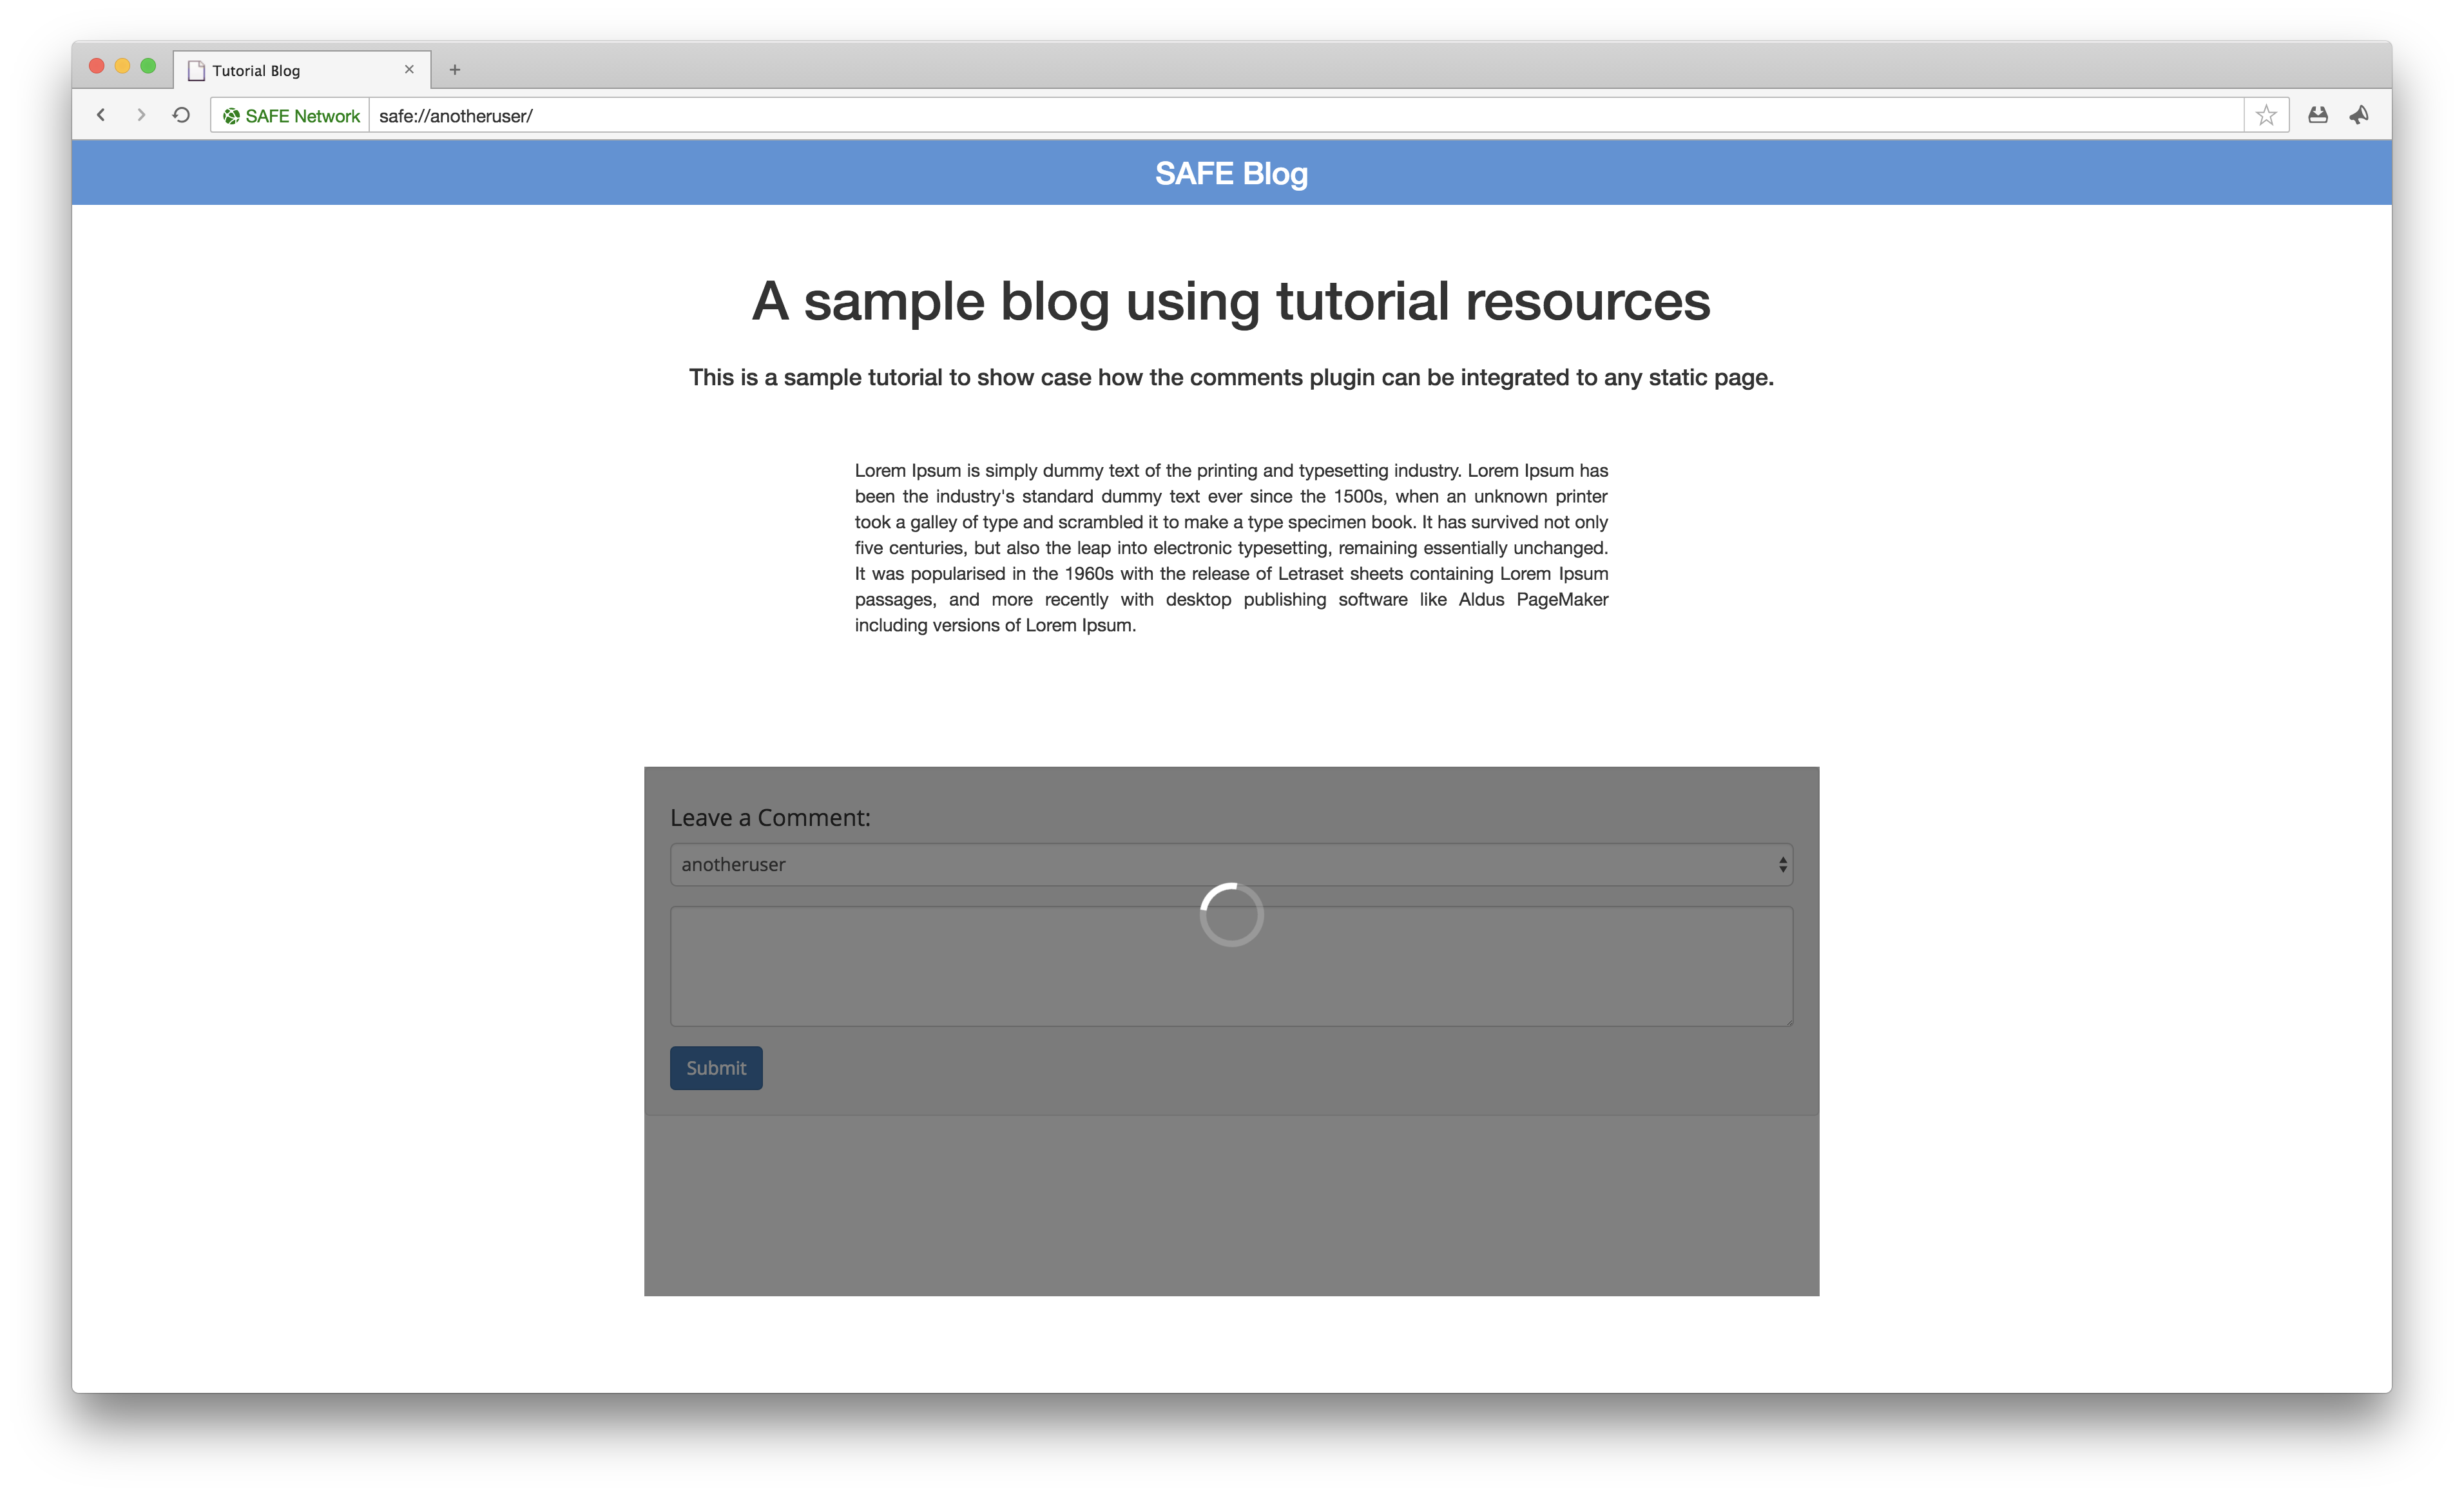 Tutorial Blog
SAFE Network safe://anotheruser/
SAFE Blog
A sample blog using tutorial resources
This is a sample tutorial to show case how the comments plugin can be integrated to any static page.
Lorem Ipsum is simply dummy text of the printing and typesetting industry. Lorem Ipsum has
been the industry's standard dummy text ever since the 1500s, when an unknown printer
took a galley of type and scrambled it to make a type specimen book. It has survived not only
five centuries, but also the leap into electronic typesetting, remaining essentially unchanged.
It was popularised in the 1960s with the release of Letraset sheets containing Lorem Ipsum
passages, and more recently with desktop publishing software like Aldus PageMaker
including versions of Lorem Ipsum.
Leave a Comment:
anotheruser
Submit